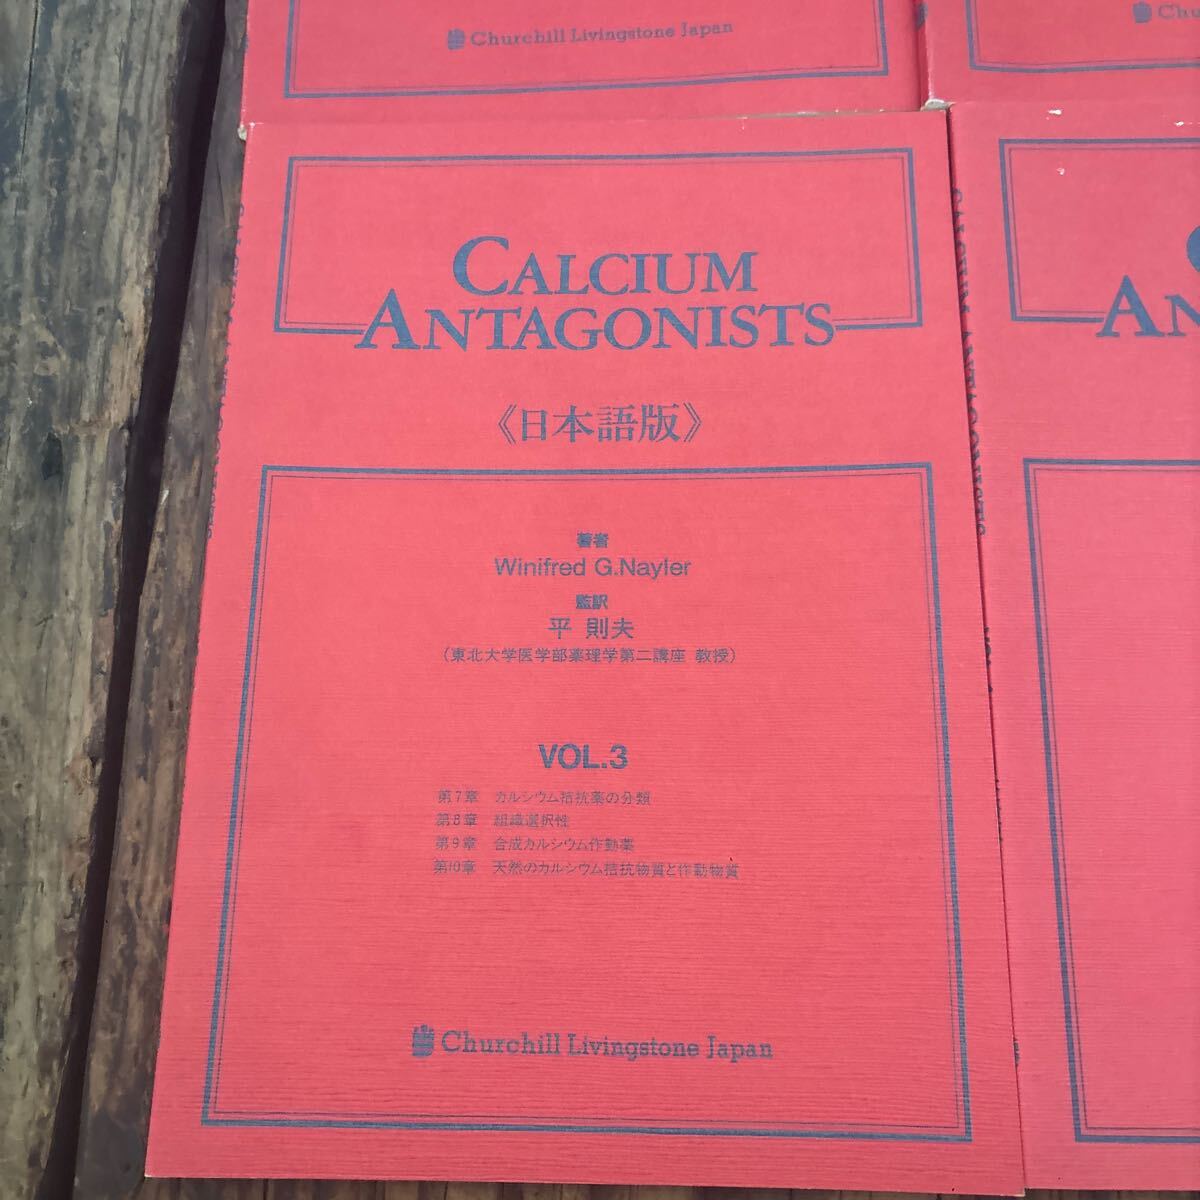 Churchill Livingstone Japan
CALCIUM
ANTAGONISTS
《日本語版》
著者
Winifred G.Nayler
監訳
平 則夫
(東北大学医学部薬理学第二講座 教授)
VOL.3
第7章 カルシウム拮抗薬の分類
第8章 組織選択性
第9章 合成カルシウム作動薬
第10章 天然のカルシウム拮抗物質と作動物質
Churchill Livingstone Japan